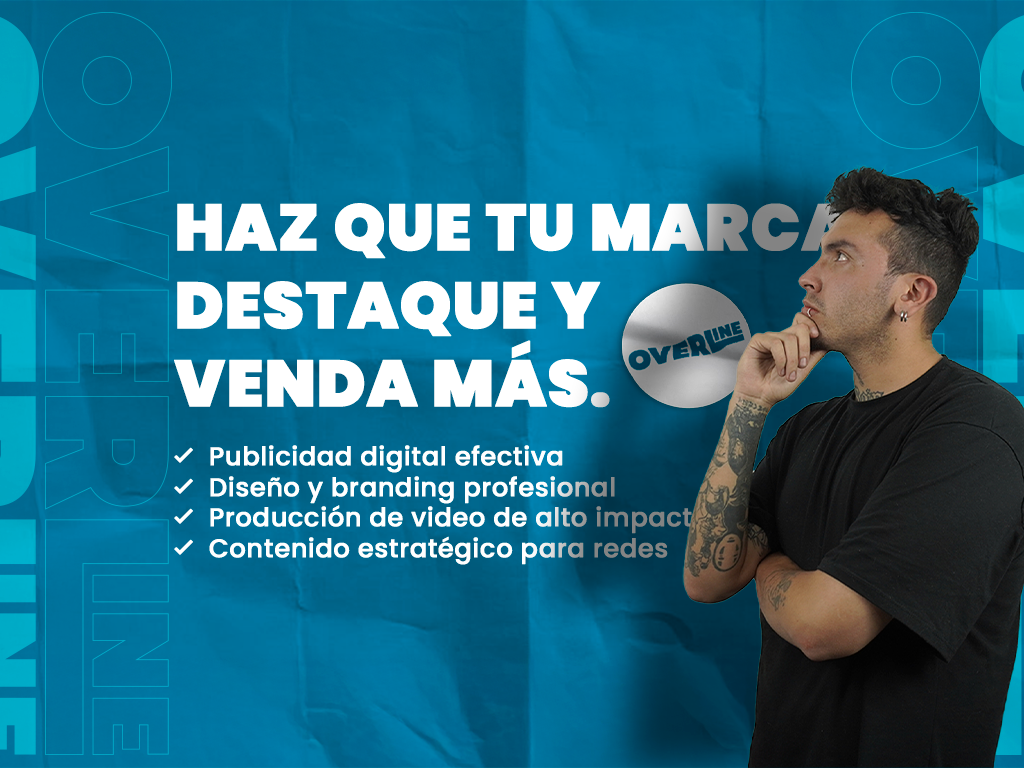 HAZ QUE TU MARCA
DESTAQUE Y
VENDA MÁS.
OVERLINE
Publicidad digital efectiva
Diseño y branding profesional
Producción de video de alto impact
Contenido estratégico para redes
OVERLINE
OVERLINE